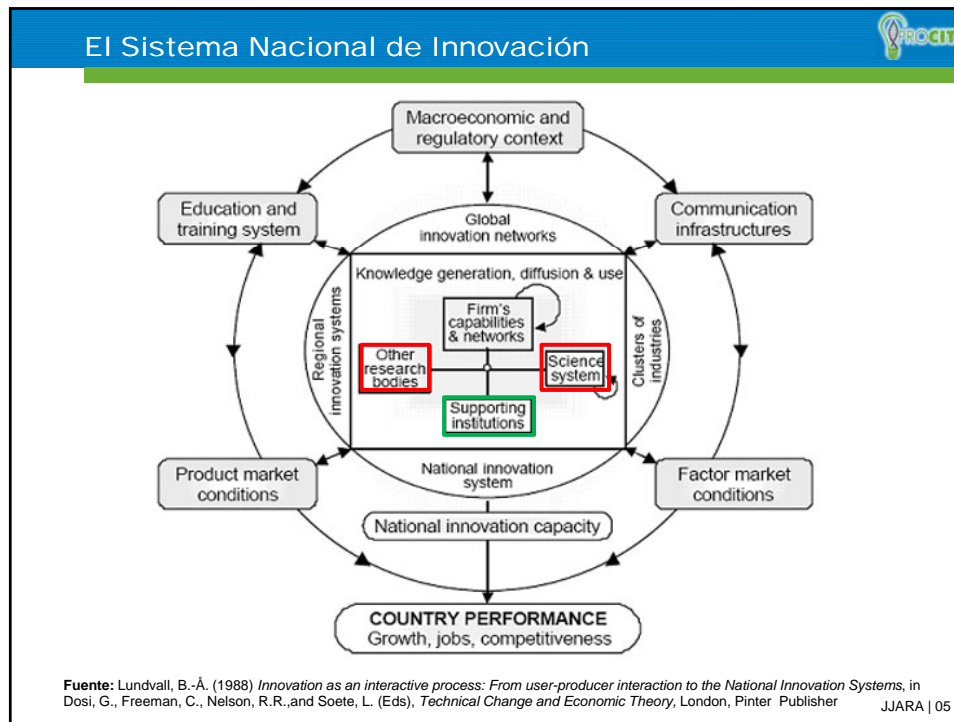 El Sistema Nacional de Innovación
PROCIT
Macroeconomic and
regulatory context
Education and
training system
Communication
infrastructures
Global
innovation networks
Knowledge generation, diffusion & use
Regional
innovation systems
Firm's
capabilities
& networks
Clusters of
industries
Other
research
bodies
Science
system
Supporting
institutions
Product market
conditions
National innovation
system
Factor market
conditions
National innovation capacity
COUNTRY PERFORMANCE
Growth, jobs, competitiveness
Fuente: Lundvall, B.-Å. (1988) Innovation as an interactive process: From user-producer interaction to the National Innovation Systems, in
Dosi, G., Freeman, C., Nelson, R.R.,and Soete, L. (Eds), Technical Change and Economic Theory, London, Pinter Publisher
JJARA | 05